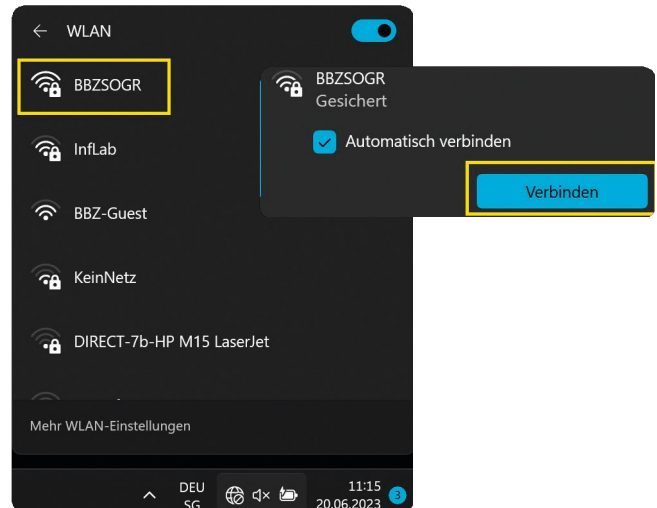 WLAN
BBZSOGR
InfLab
BBZ-Guest
KeinNetz
DIRECT-7b-HP M15 LaserJet
Mehr WLAN-Einstellungen
DEU
SG
11:15
20.06.2023
3
BBZSOGR
Gesichert
Automatisch verbinden
Verbinden